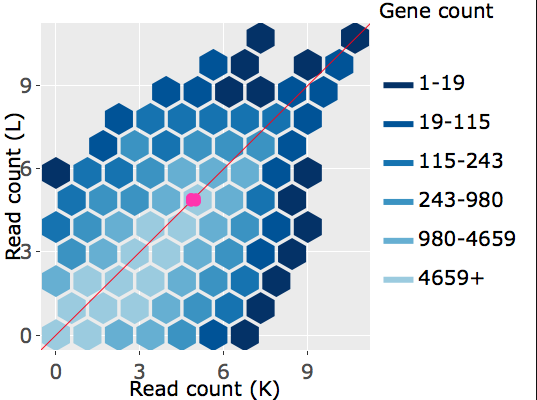 Gene count
1-19
19-115
115-243
243-980
980-4659
4659+
Read count (L)
9
6
3
0
0 3 6 9
Read count (K)